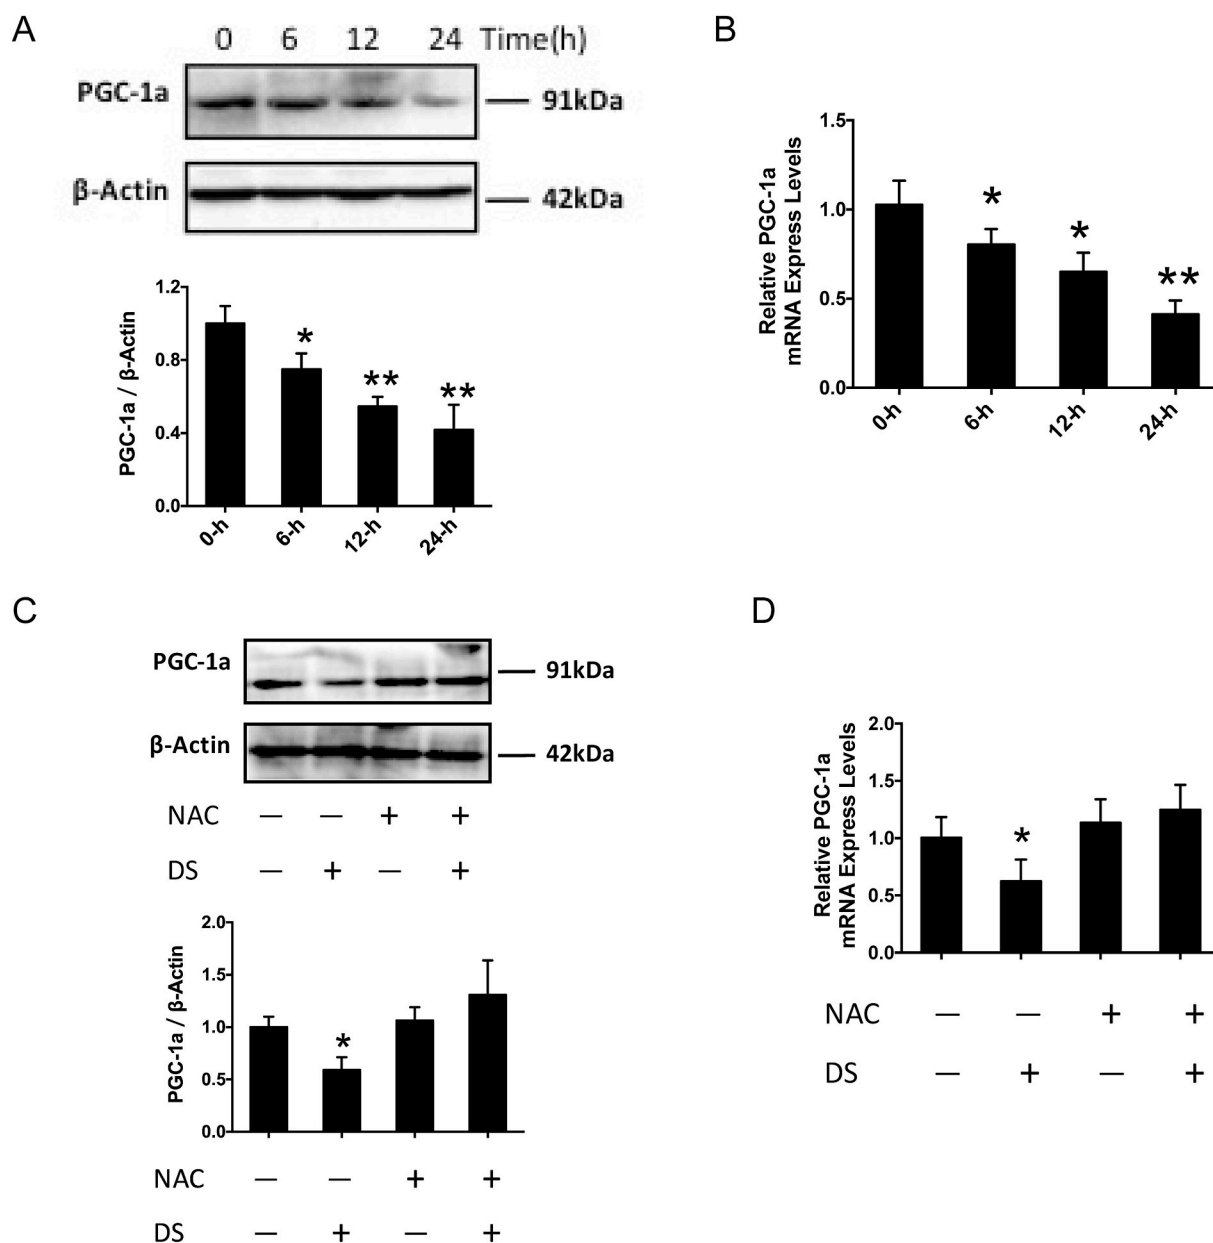 A
0 6 12 24 Time(h)
PGC-1a
91kDa
β-Actin
42kDa
PGC-1a / β-Actin
1.2
0.8
0.4
0.0
0-h 6-h 12-h 24-h
* ** **
B
Relative PGC-1a
mRNA Express Levels
1.5
1.0
0.5
0.0
* * **
0-h 6-h 12-h 24-h
C
PGC-1a
91kDa
β-Actin
42kDa
NAC — — + +
DS — + — +
PGC-1a / β-Actin
2.0
1.5
1.0
0.5
0.0
*
NAC — — + +
DS — + — +
D
Relative PGC-1a
mRNA Express Levels
2.0
1.5
1.0
0.5
0.0
*
NAC — — + +
DS — + — +